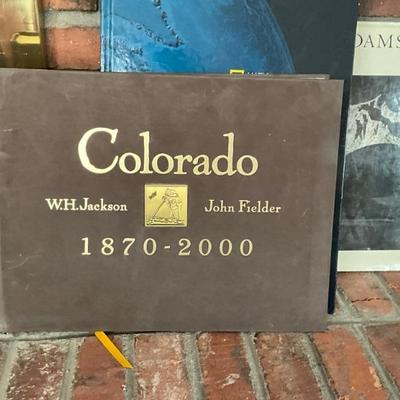 DAMS
Colorado
W.H.Jackson John Fielder
1870-2000